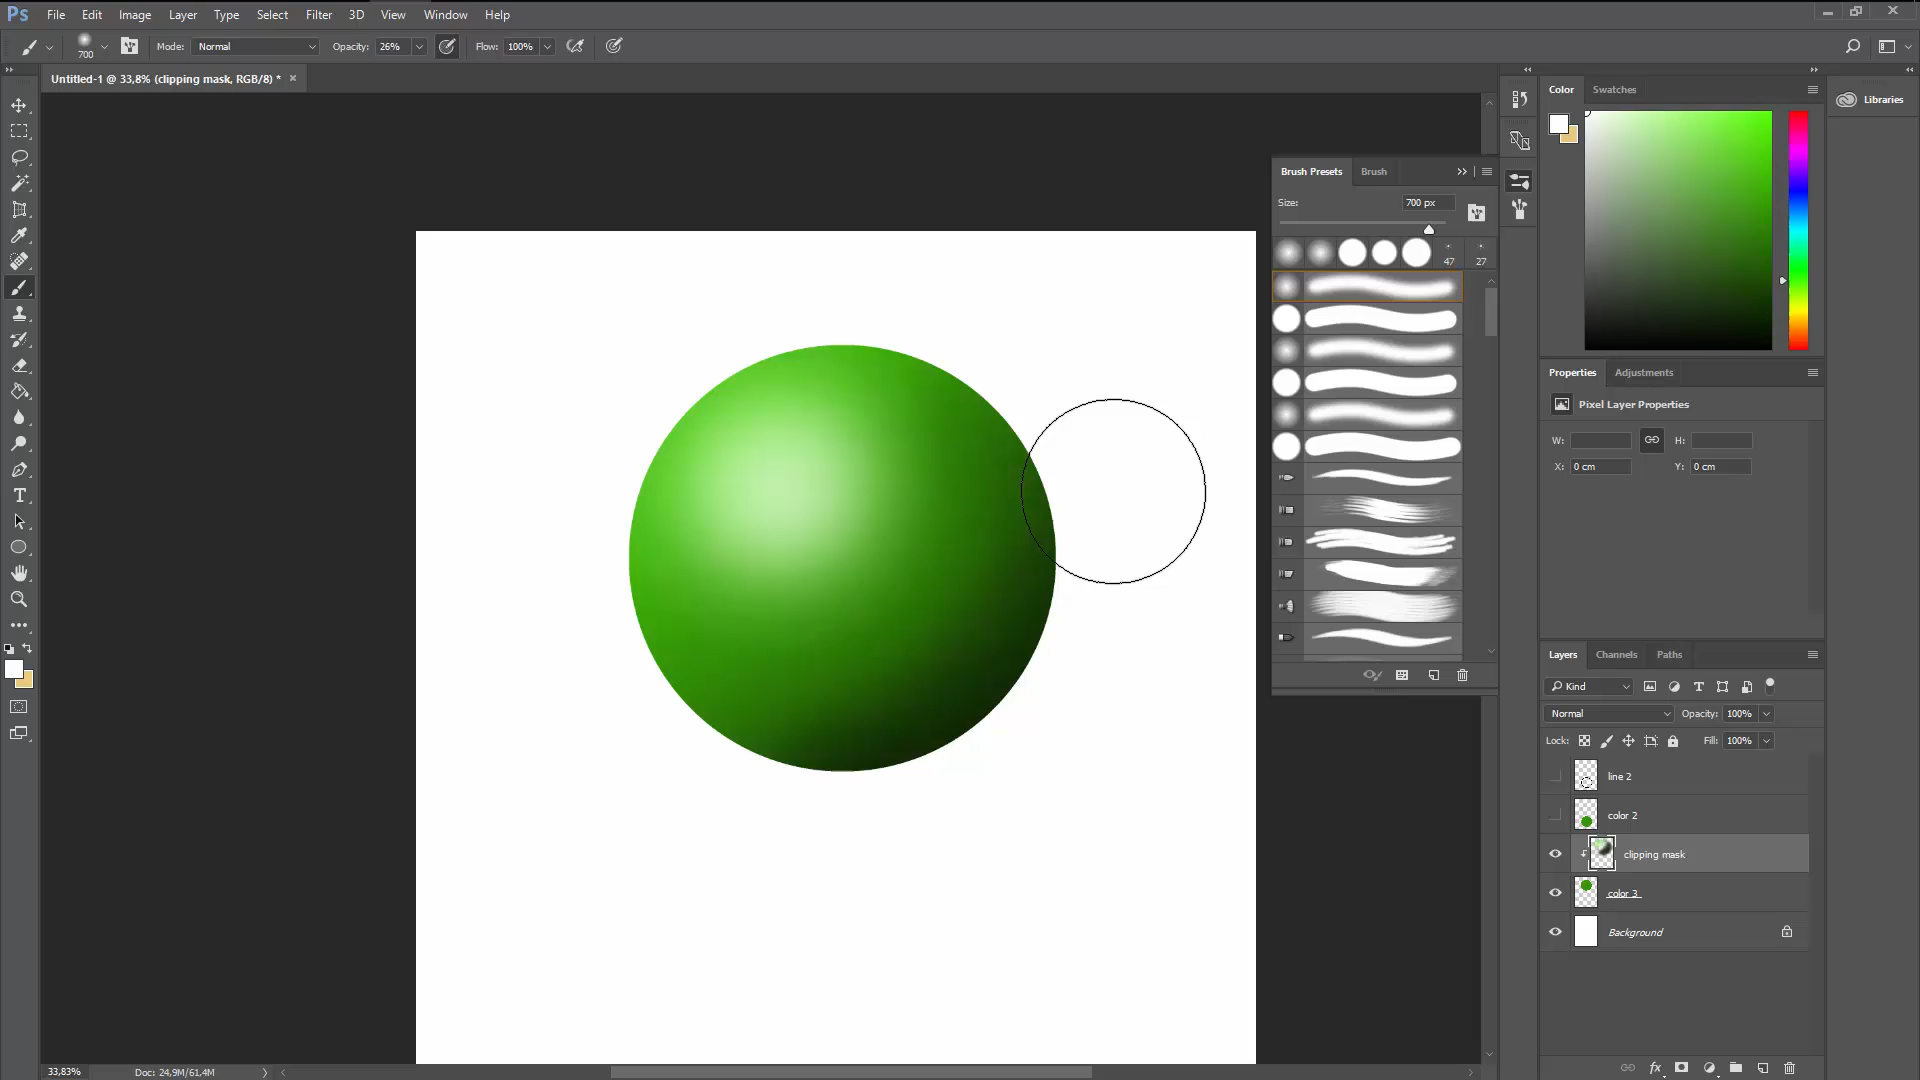 Ps File Edit Image Layer Type Select Filter 3D View Window Help
700 Mode: Normal Opacity: 26% Flow: 100%
Untitled-1 @ 33,8% (clipping mask, RGB/8) * ×
Color Swatches
Libraries
Brush Presets Brush
Size: 700 px
47 27
Properties Adjustments
Pixel Layer Properties
W: H:
X: 0 cm Y: 0 cm
T
Layers Channels Paths
Kind T
Normal Opacity: 100%
Lock: Fill: 100%
line 2
color 2
clipping mask
color 3
Background
fx
33,83% Doc: 24,9M/61,4M